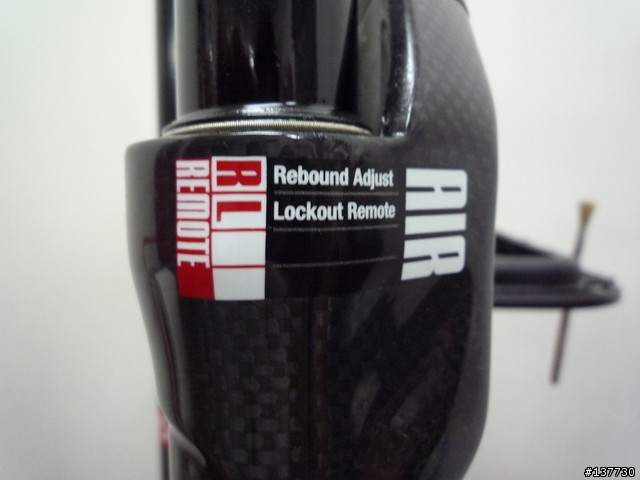 REMOTE
RL
Rebound Adjust
Lockout Remote
AIR
#137730